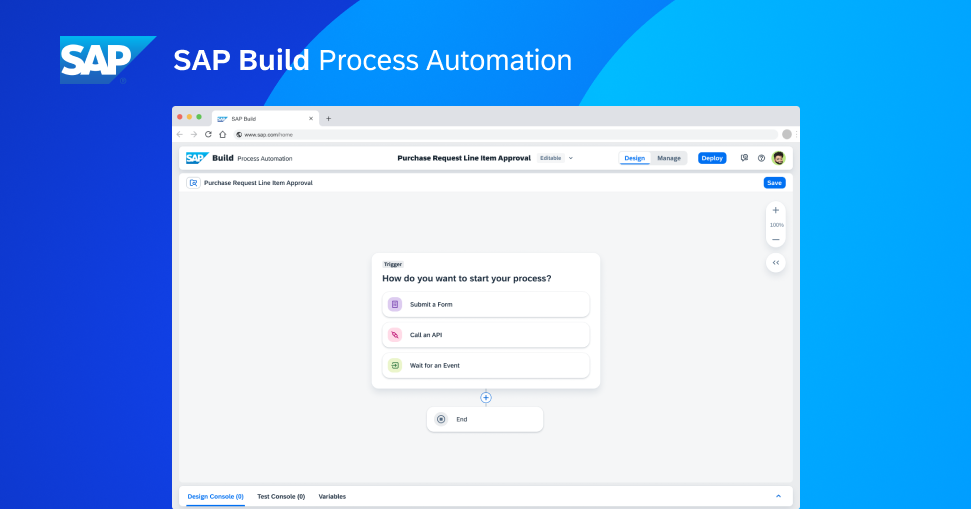 SAP SAP Build Process Automation
SAP SAP Build
www.sap.com/home
SAP Build Process Automation Purchase Request Line Item Approval Editable Design Manage Deploy
Purchase Request Line Item Approval Save
100%
Trigger
How do you want to start your process?
Submit a Form
Call an API
Wait for an Event
End
Design Console (0) Test Console (0) Variables